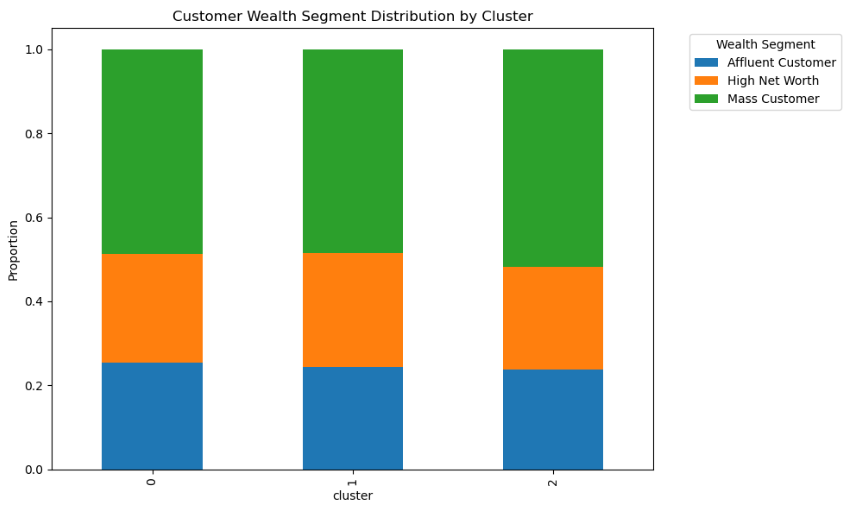 Customer Wealth Segment Distribution by Cluster
Wealth Segment
Affluent Customer
High Net Worth
Mass Customer
Proportion
1.0
0.8
0.6
0.4
0.2
0.0
0
1
2
cluster